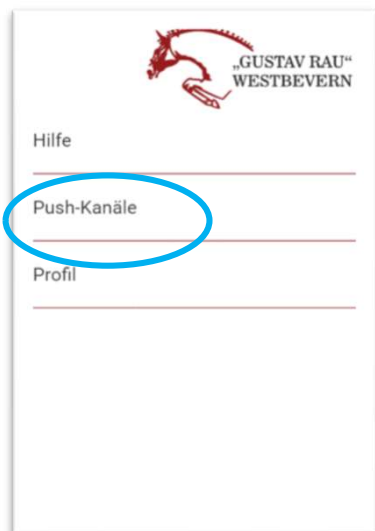 „GUSTAV RAU“
WESTBEVERN
Hilfe
Push-Kanäle
Profil